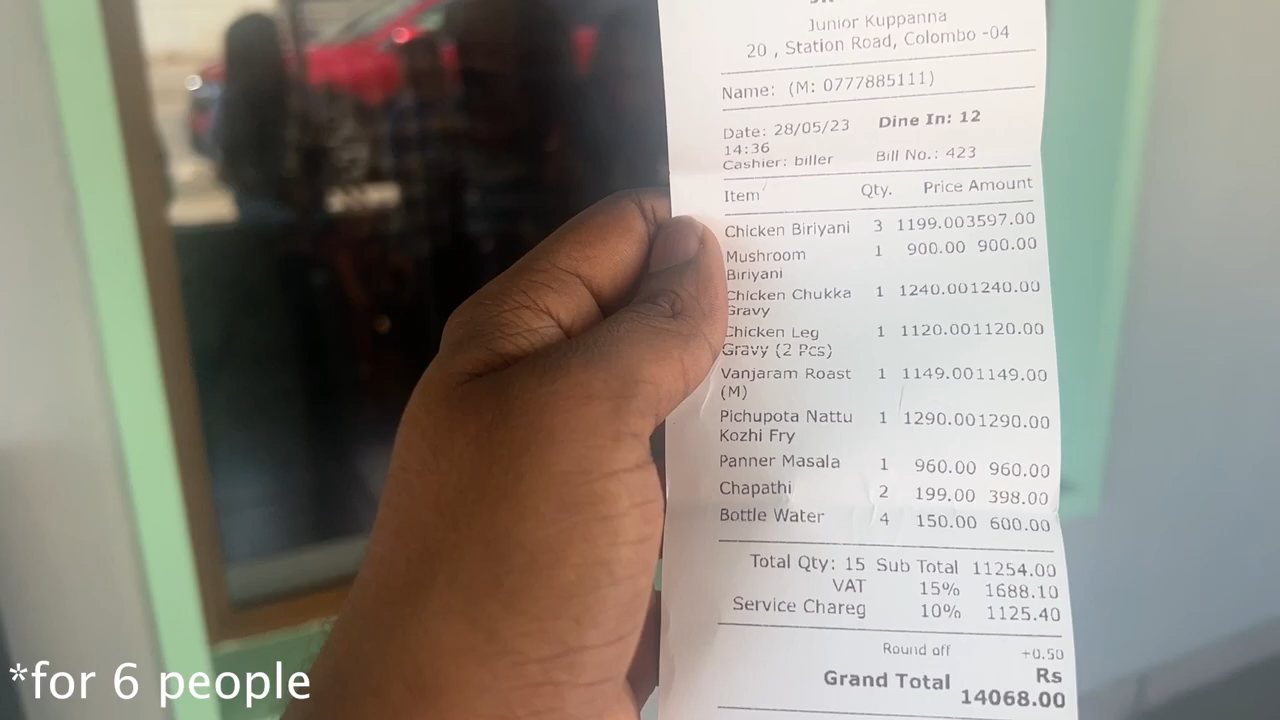 Junior Kuppanna
20 , Station Road, Colombo -04
Name: (M: 0777885111)
Date: 28/05/23 Dine In: 12
14:36
Cashier: biller Bill No.: 423
Item Qty. Price Amount
Chicken Biriyani 3 1199.003597.00
Mushroom 1 900.00 900.00
Biriyani
Chicken Chukka 1 1240.001240.00
Gravy
Chicken Leg 1 1120.001120.00
Gravy (2 Pcs)
Vanjaram Roast 1 1149.001149.00
(M)
Pichupota Nattu 1 1290.001290.00
Kozhi Fry
Panner Masala 1 960.00 960.00
Chapathi 2 199.00 398.00
Bottle Water 4 150.00 600.00
Total Qty: 15 Sub Total 11254.00
VAT 15% 1688.10
Service Chareg 10% 1125.40
Round off +0.50
Grand Total Rs
14068.00
*for 6 people